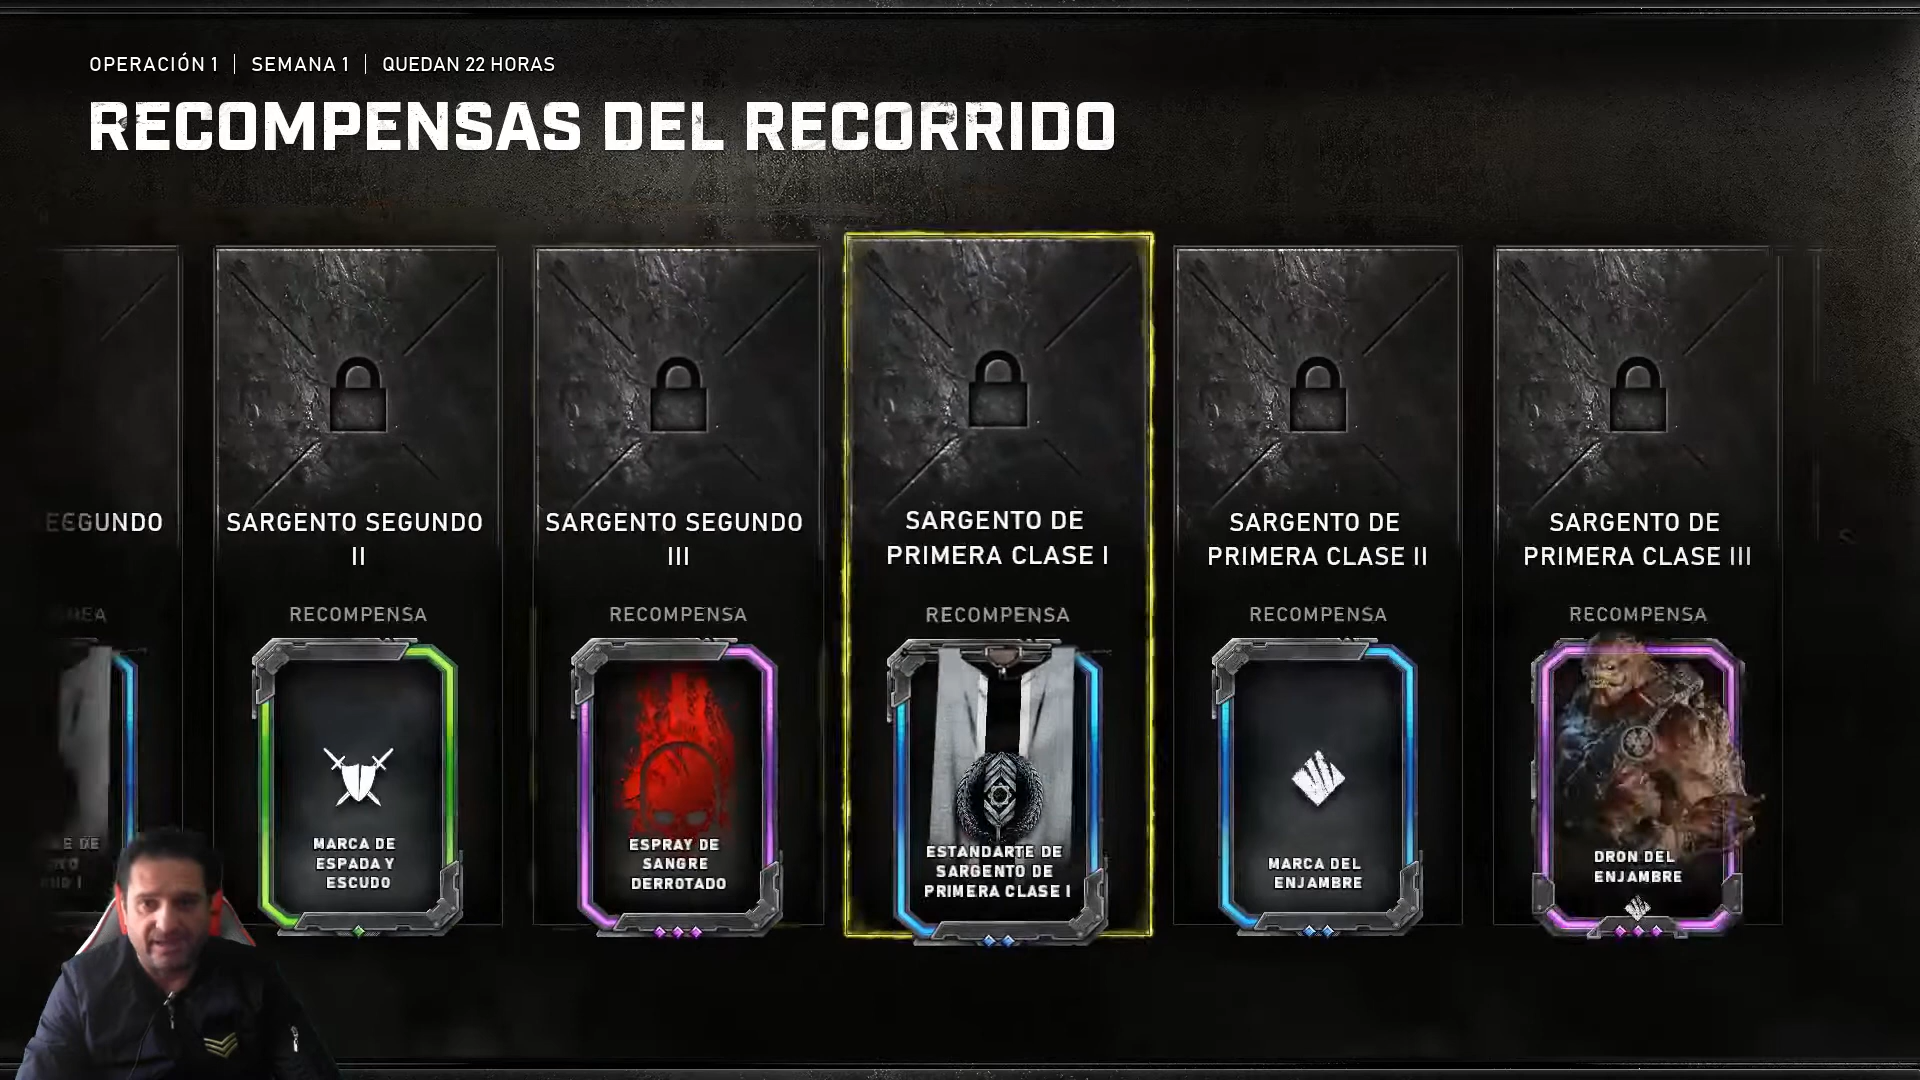 OPERACIÓN 1 | SEMANA 1 | QUEDAN 22 HORAS
RECOMPENSAS DEL RECORRIDO
SARGENTO SEGUNDO
II
RECOMPENSA
MARCA DE
ESPADA Y
ESCUDO
SARGENTO SEGUNDO
III
RECOMPENSA
ESPRAY DE
SANGRE
DERROTADO
SARGENTO DE
PRIMERA CLASE I
RECOMPENSA
ESTANDARTE DE
SARGENTO DE
PRIMERA CLASE I
SARGENTO DE
PRIMERA CLASE II
RECOMPENSA
MARCA DEL
ENJAMBRE
SARGENTO DE
PRIMERA CLASE III
RECOMPENSA
DRON DEL
ENJAMBRE